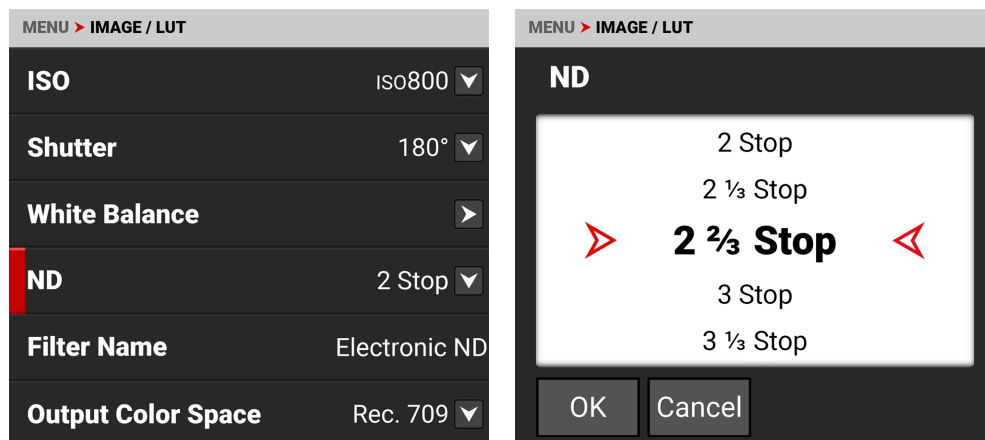 MENU ➤ IMAGE / LUT
ISO ISO800
Shutter 180°
White Balance
ND 2 Stop
Filter Name Electronic ND
Output Color Space Rec. 709
MENU ➤ IMAGE / LUT
ND
2 Stop
2 ⅓ Stop
2 ⅔ Stop
3 Stop
3 ⅓ Stop
OK Cancel